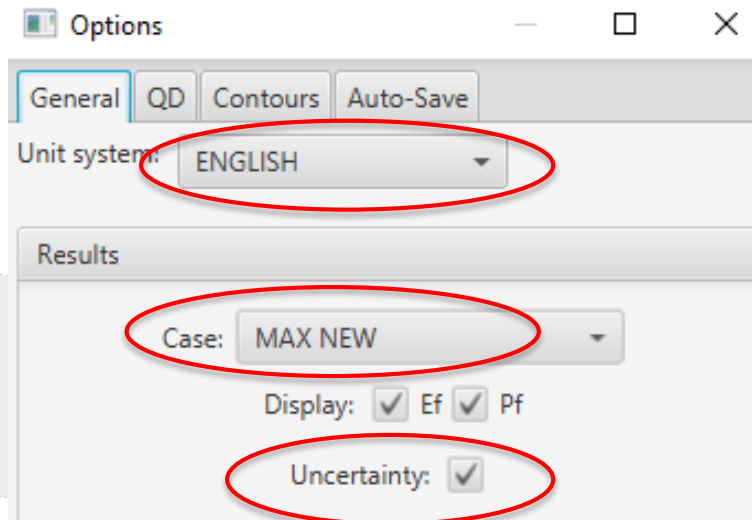 Options
General QD Contours Auto-Save
Unit system: ENGLISH
Results
Case: MAX NEW
Display: Ef Pf
Uncertainty: